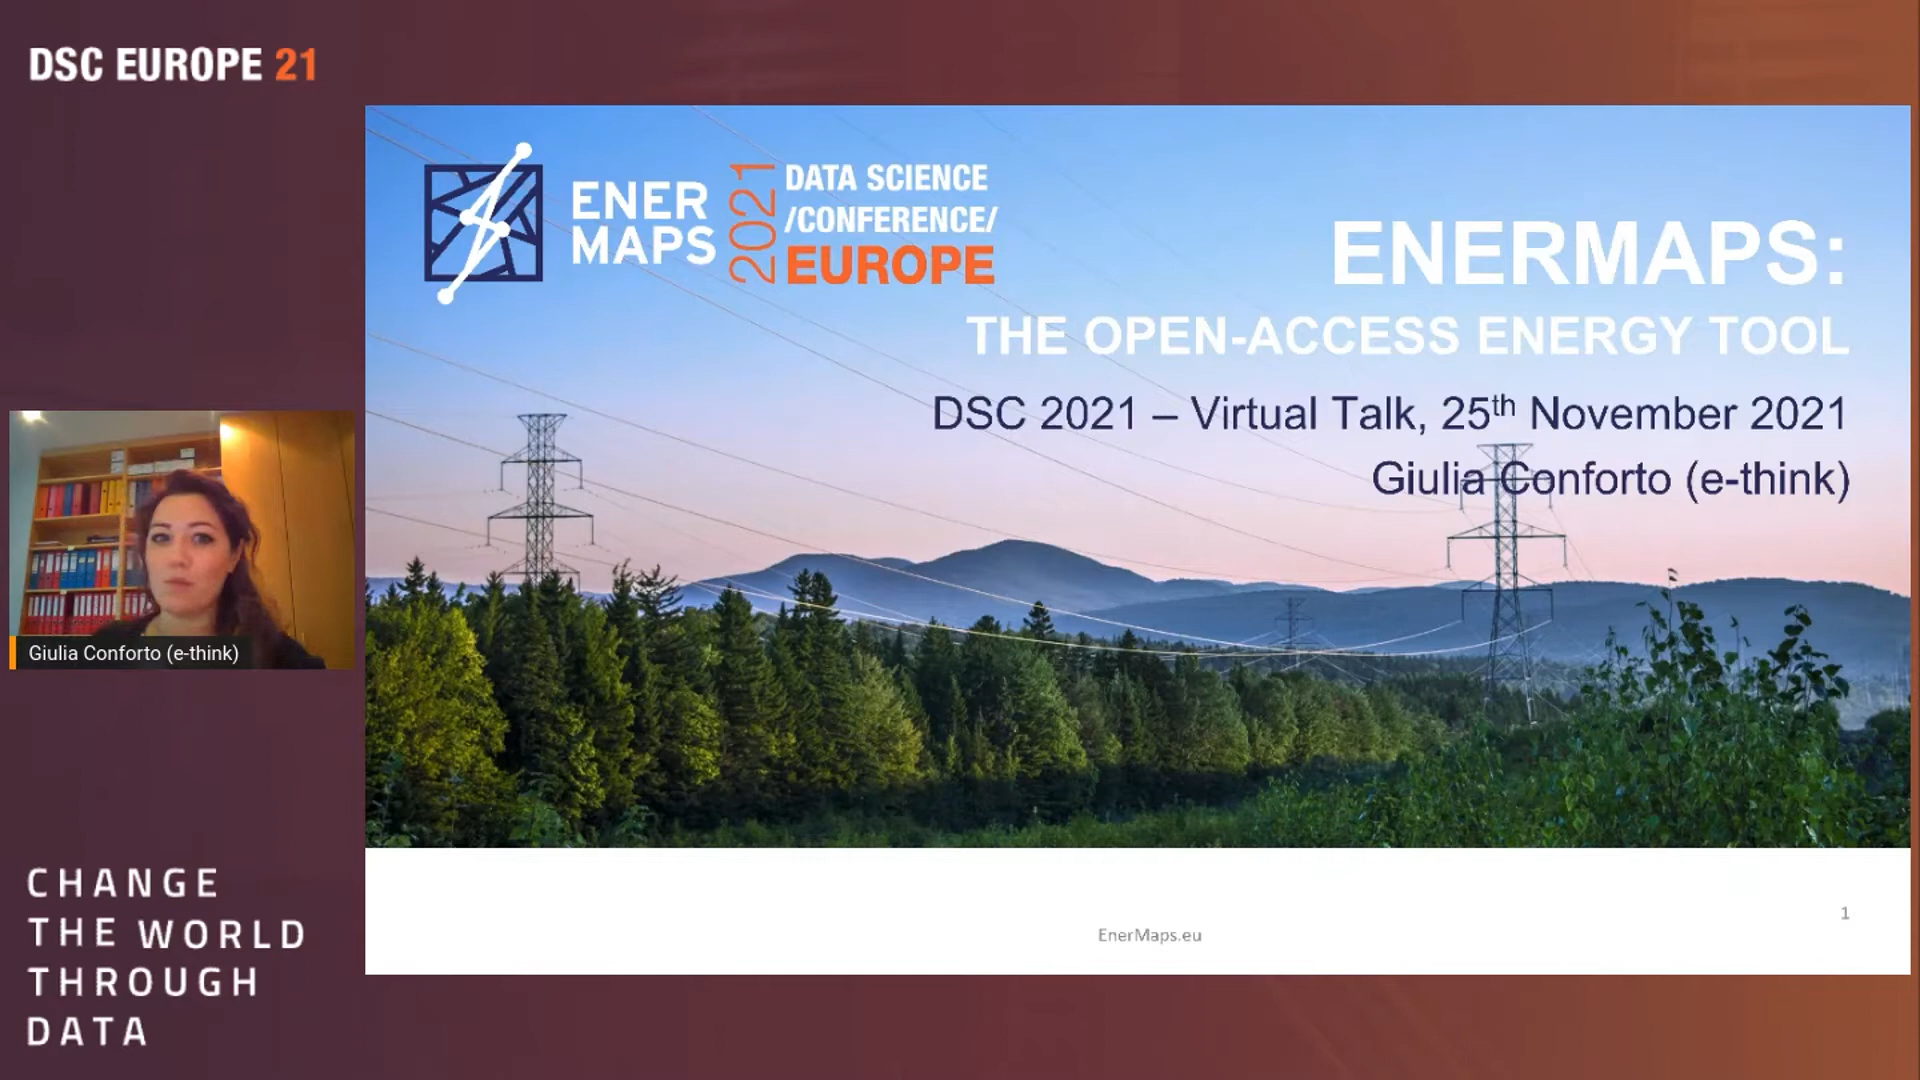 DSC EUROPE 21
ENER
MAPS
2021
DATA SCIENCE
/CONFERENCE/
EUROPE
ENERMAPS:
THE OPEN-ACCESS ENERGY TOOL
DSC 2021 – Virtual Talk, 25th November 2021
Giulia Conforto (e-think)
Giulia Conforto (e-think)
CHANGE
THE WORLD
THROUGH
DATA
EnerMaps.eu
1